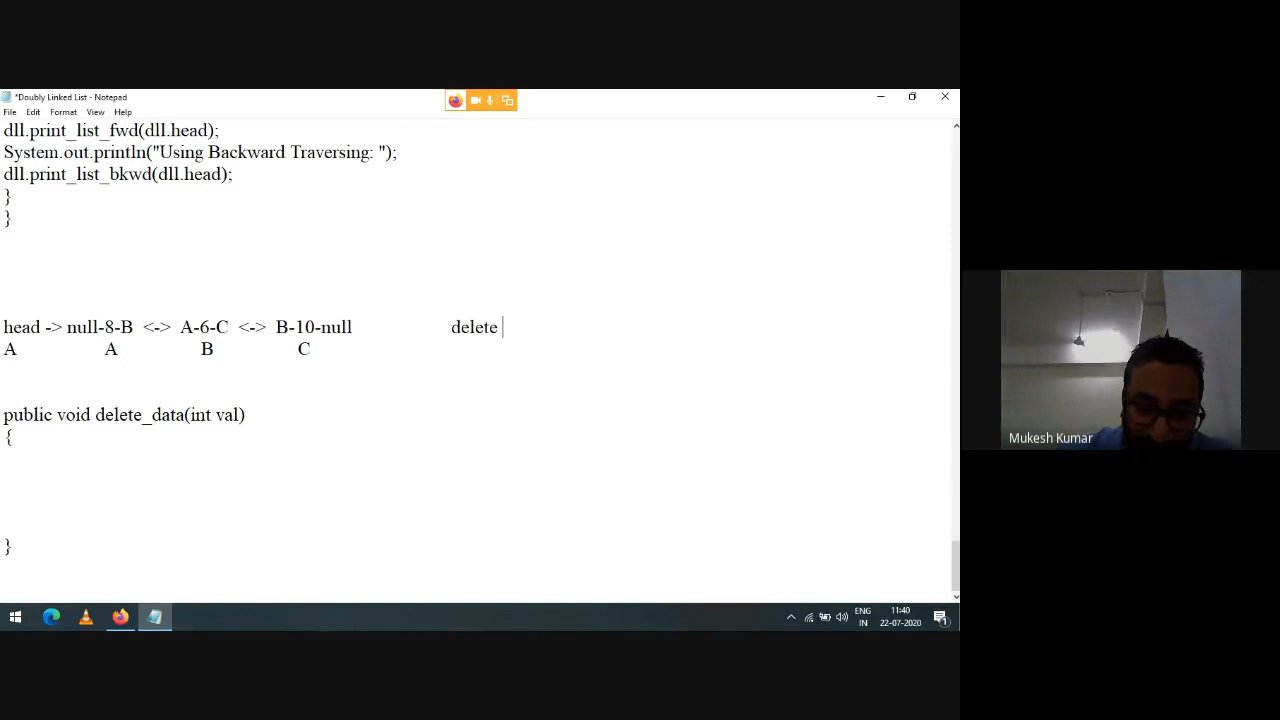 *Doubly Linked List - Notepad
File Edit Format View Help
dll.print_list_fwd(dll.head);
System.out.println("Using Backward Traversing: ");
dll.print_list_bkwd(dll.head);
}
}
head -> null-8-B <-> A-6-C <-> B-10-null delete
A A B C
public void delete_data(int val)
{
}
Mukesh Kumar
ENG 11:40
IN 22-07-2020
1